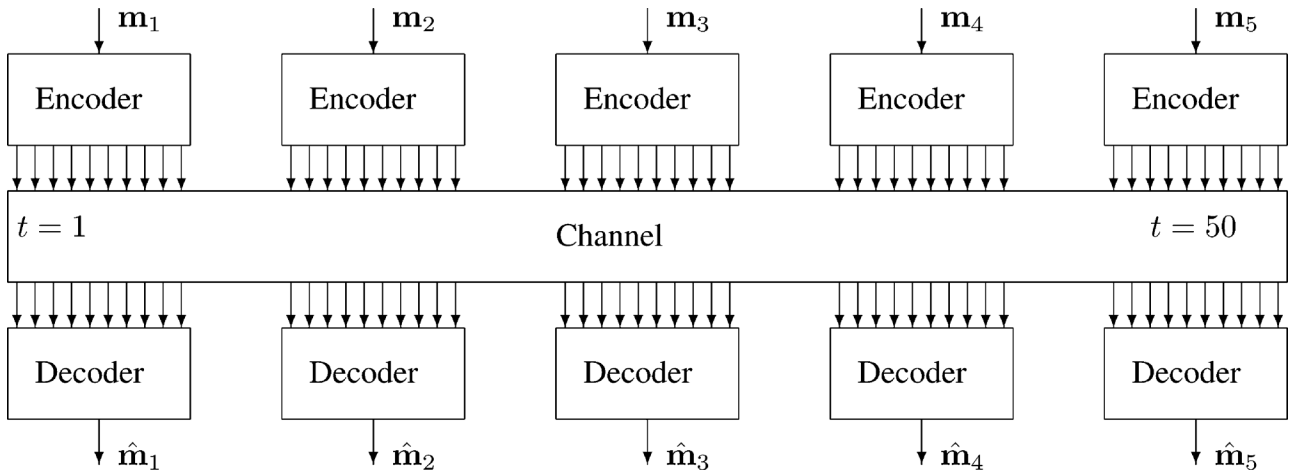 m₁ m₂ m₃ m₄ m₅
Encoder Encoder Encoder Encoder Encoder
t = 1 Channel t = 50
Decoder Decoder Decoder Decoder Decoder
m̂₁ m̂₂ m̂₃ m̂₄ m̂₅